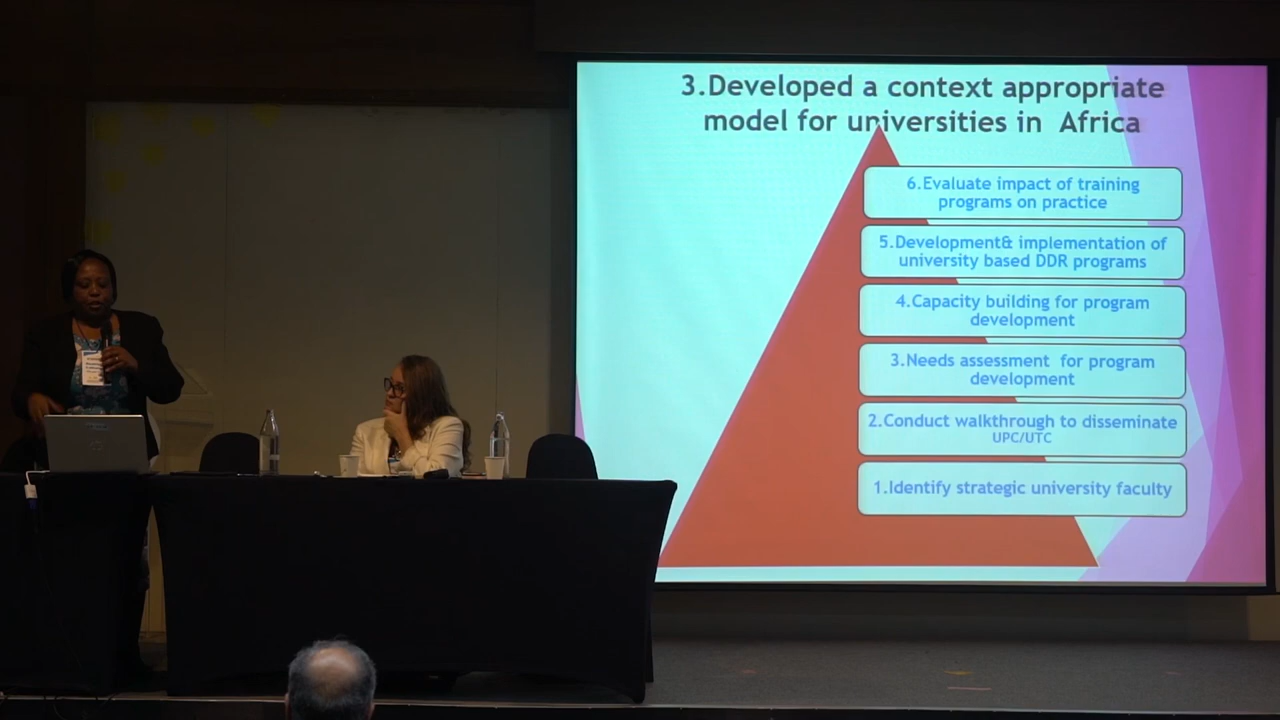 3.Developed a context appropriate
model for universities in Africa
6.Evaluate impact of training
programs on practice
5.Development& implementation of
university based DDR programs
4.Capacity building for program
development
3.Needs assessment for program
development
2.Conduct walkthrough to disseminate
UPC/UTC
1.Identify strategic university faculty